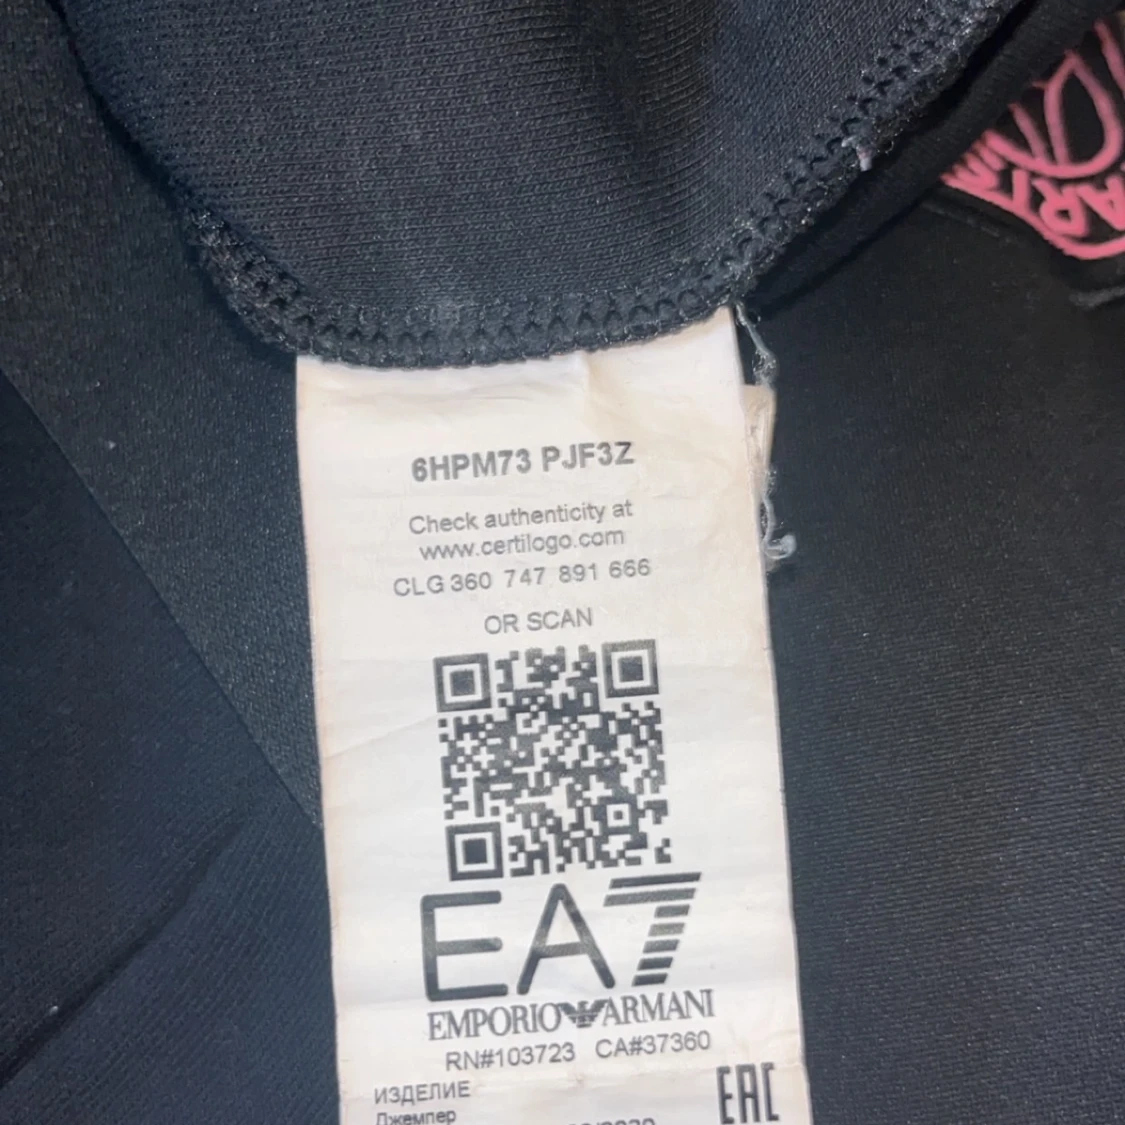 6HPM73 PJF3Z
Check authenticity at
www.certilogo.com
CLG 360 747 891 666
OR SCAN
EA7
EMPORIO ARMANI
RN#103723 CA#37360
ИЗДЕЛИЕ
EAC
Джемпер